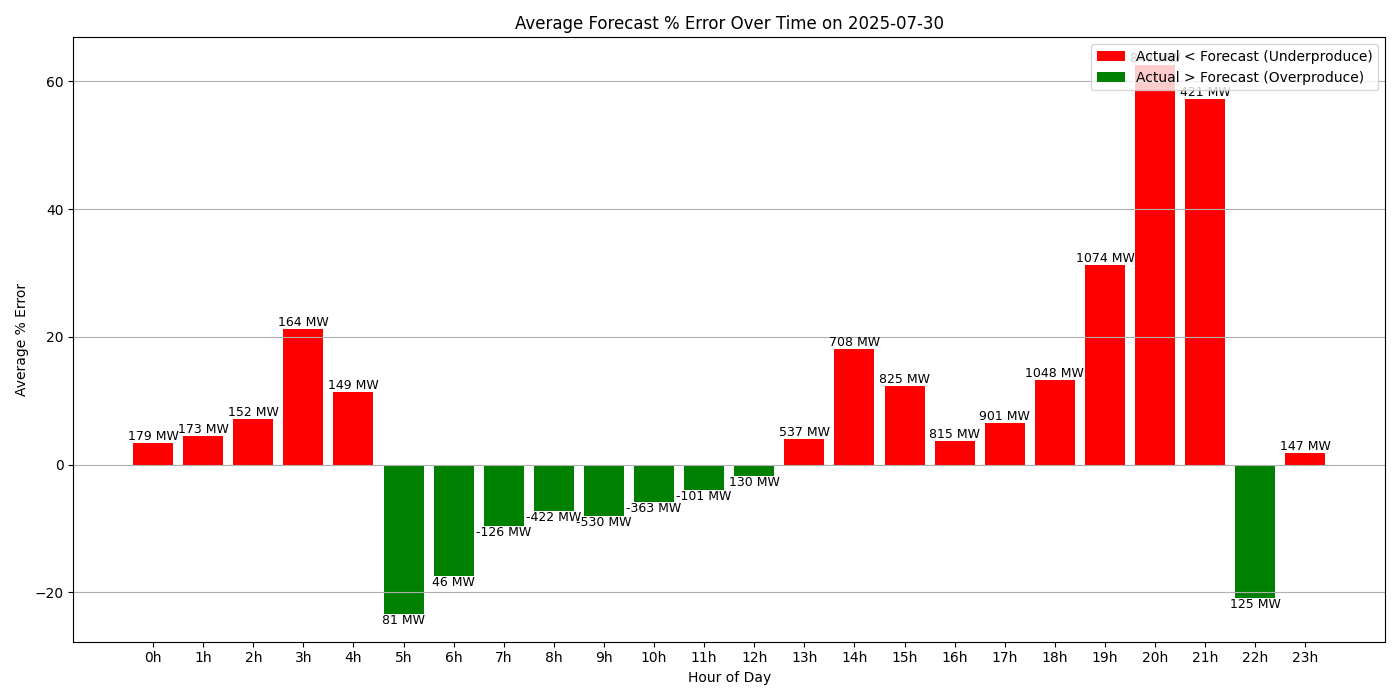 Average Forecast % Error Over Time on 2025-07-30
Actual < Forecast (Underproduce)
Actual > Forecast (Overproduce)
Average % Error
60
40
20
0
−20
179 MW
173 MW
152 MW
164 MW
149 MW
81 MW
46 MW
-126 MW
-422 MW
-530 MW
-363 MW
-101 MW
130 MW
537 MW
708 MW
825 MW
815 MW
901 MW
1048 MW
1074 MW
421 MW
125 MW
147 MW
0h 1h 2h 3h 4h 5h 6h 7h 8h 9h 10h 11h 12h 13h 14h 15h 16h 17h 18h 19h 20h 21h 22h 23h
Hour of Day